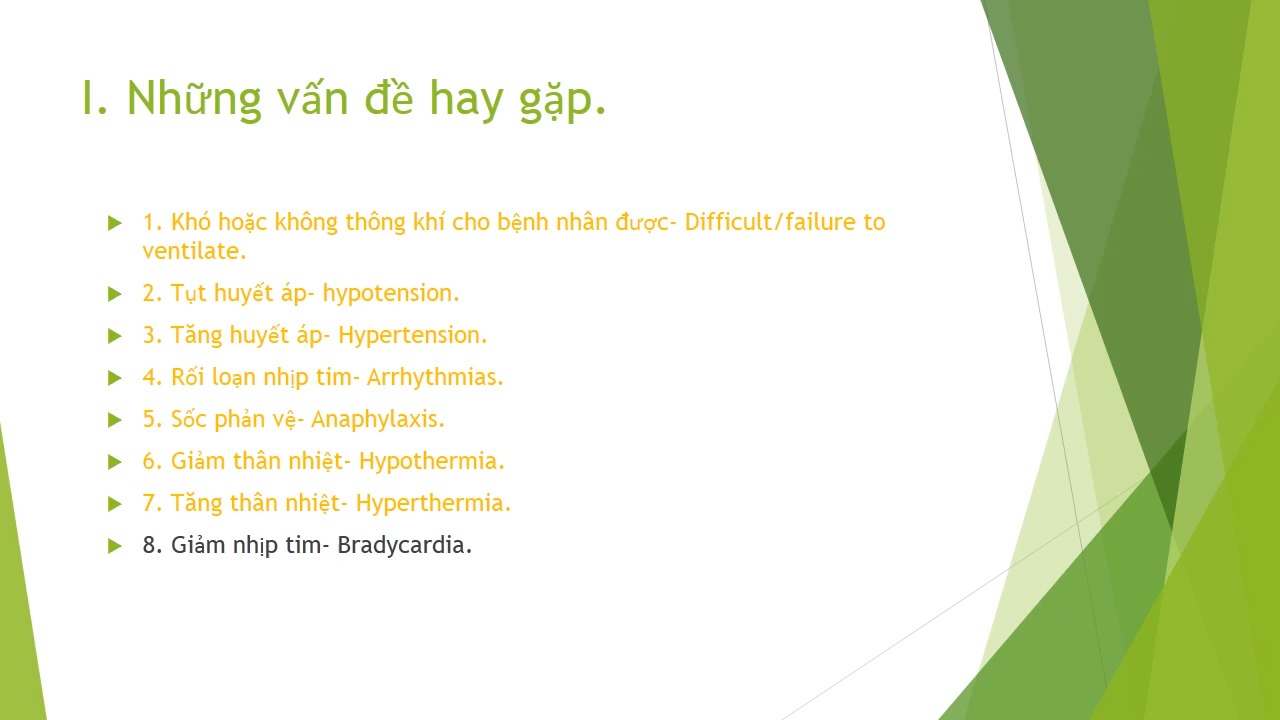 I. Những vấn đề hay gặp.
1. Khó hoặc không thông khí cho bệnh nhân được- Difficult/failure to
ventilate.
2. Tụt huyết áp- hypotension.
3. Tăng huyết áp- Hypertension.
4. Rối loạn nhịp tim- Arrhythmias.
5. Sốc phản vệ- Anaphylaxis.
6. Giảm thân nhiệt- Hypothermia.
7. Tăng thân nhiệt- Hyperthermia.
8. Giảm nhịp tim- Bradycardia.